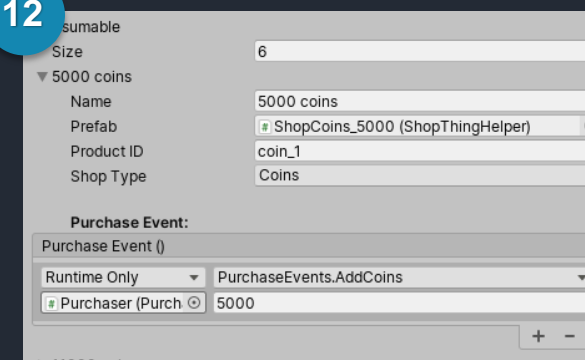 12
sumable
Size 6
5000 coins
Name 5000 coins
Prefab # ShopCoins_5000 (ShopThingHelper)
Product ID coin_1
Shop Type Coins
Purchase Event:
Purchase Event ()
Runtime Only PurchaseEvents.AddCoins
# Purchaser (Purch 5000
+ −